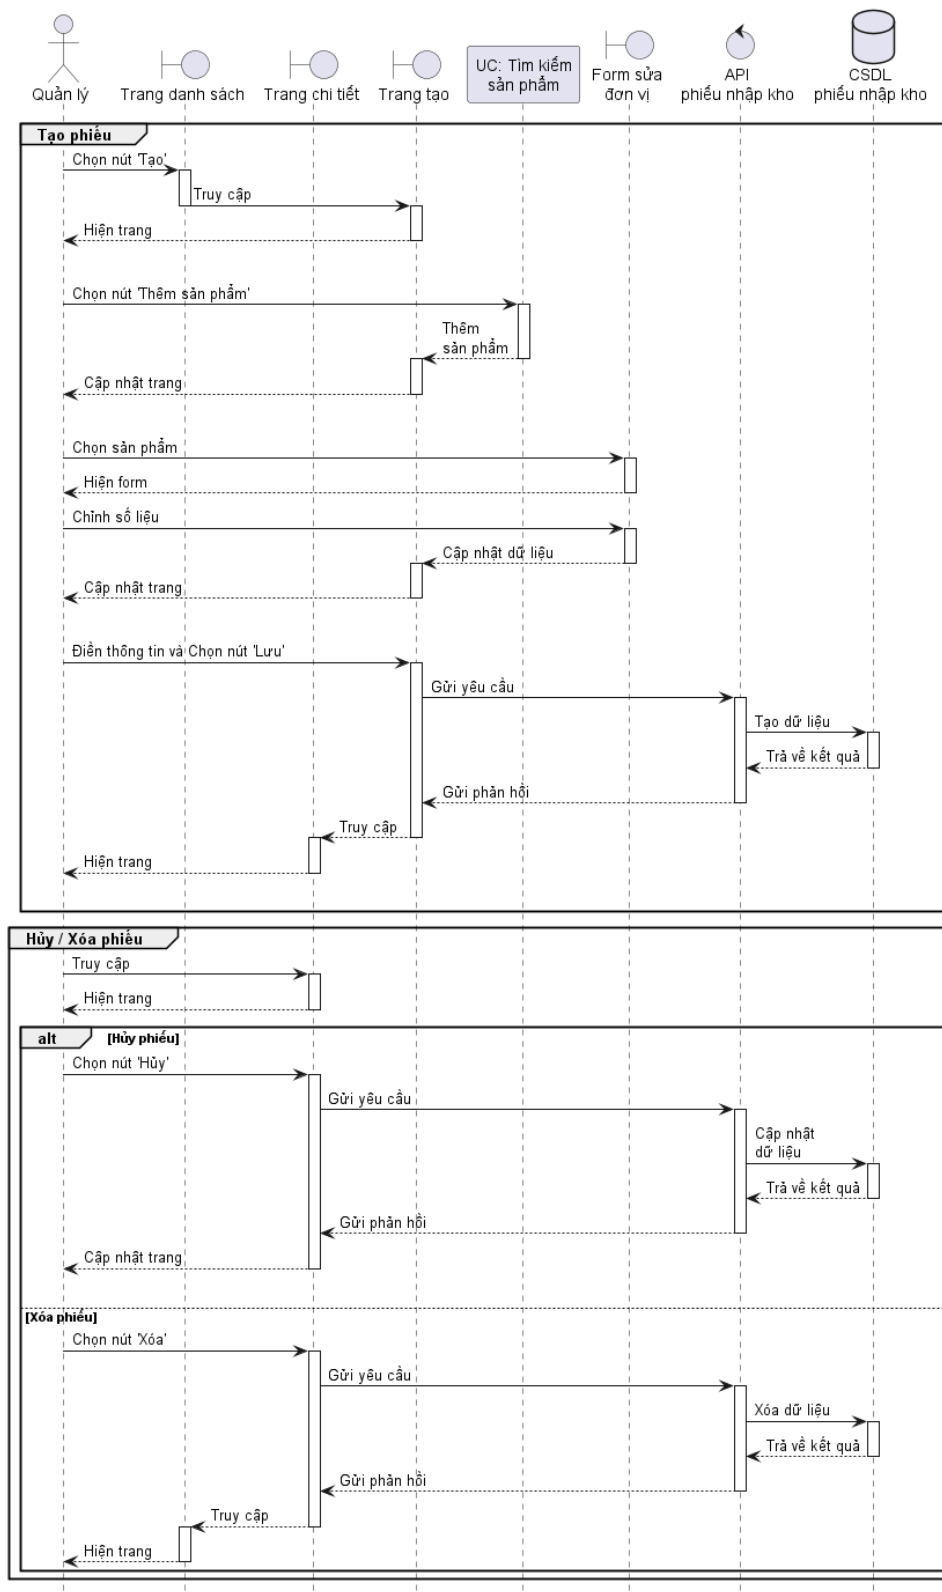 Quản lý
Trang danh sách
Trang chi tiết
Trang tạo
UC: Tìm kiếm
sản phẩm
Form sửa
đơn vị
API
phiếu nhập kho
CSDL
phiếu nhập kho
Tạo phiếu
Chọn nút 'Tạo'
Truy cập
Hiện trang
Chọn nút 'Thêm sản phẩm'
Thêm
sản phẩm
Cập nhật trang
Chọn sản phẩm
Hiện form
Chỉnh số liệu
Cập nhật dữ liệu
Cập nhật trang
Điền thông tin và Chọn nút 'Lưu'
Gửi yêu cầu
Tạo dữ liệu
Trả về kết quả
Gửi phản hồi
Truy cập
Hiện trang
Hủy / Xóa phiếu
Truy cập
Hiện trang
alt
[Hủy phiếu]
Chọn nút 'Hủy'
Gửi yêu cầu
Cập nhật
dữ liệu
Trả về kết quả
Gửi phản hồi
Cập nhật trang
[Xóa phiếu]
Chọn nút 'Xóa'
Gửi yêu cầu
Xóa dữ liệu
Trả về kết quả
Gửi phản hồi
Truy cập
Hiện trang